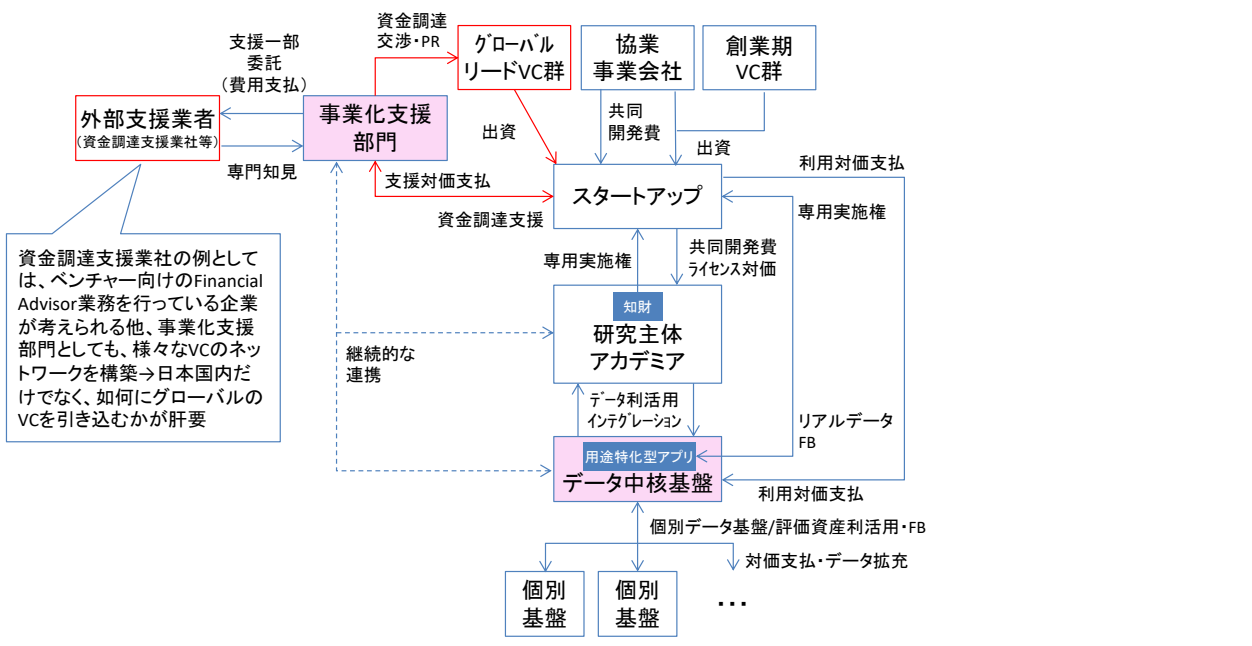 資金調達
交渉・PR
支援一部
委託
（費用支払）
グローバル
リードVC群
協業
事業会社
創業期
VC群
外部支援業者
（資金調達支援業社等）
事業化支援
部門
共同
開発費
出資
出資
専門知見
支援対価支払
資金調達支援
スタートアップ
利用対価支払
専用実施権
専用実施権
共同開発費
ライセンス対価
資金調達支援業社の例として
は、ベンチャー向けのFinancial
Advisor業務を行っている企業
が考えられる他、事業化支援
部門としても、様々なVCのネッ
トワークを構築→日本国内だ
けでなく、如何にグローバルの
VCを引き込むかが肝要
知財
研究主体
アカデミア
継続的な
連携
データ利活用
インテグレーション
リアルデータ
FB
用途特化型アプリ
データ中核基盤
利用対価支払
個別データ基盤/評価資産利活用・FB
対価支払・データ拡充
個別
基盤
個別
基盤
…